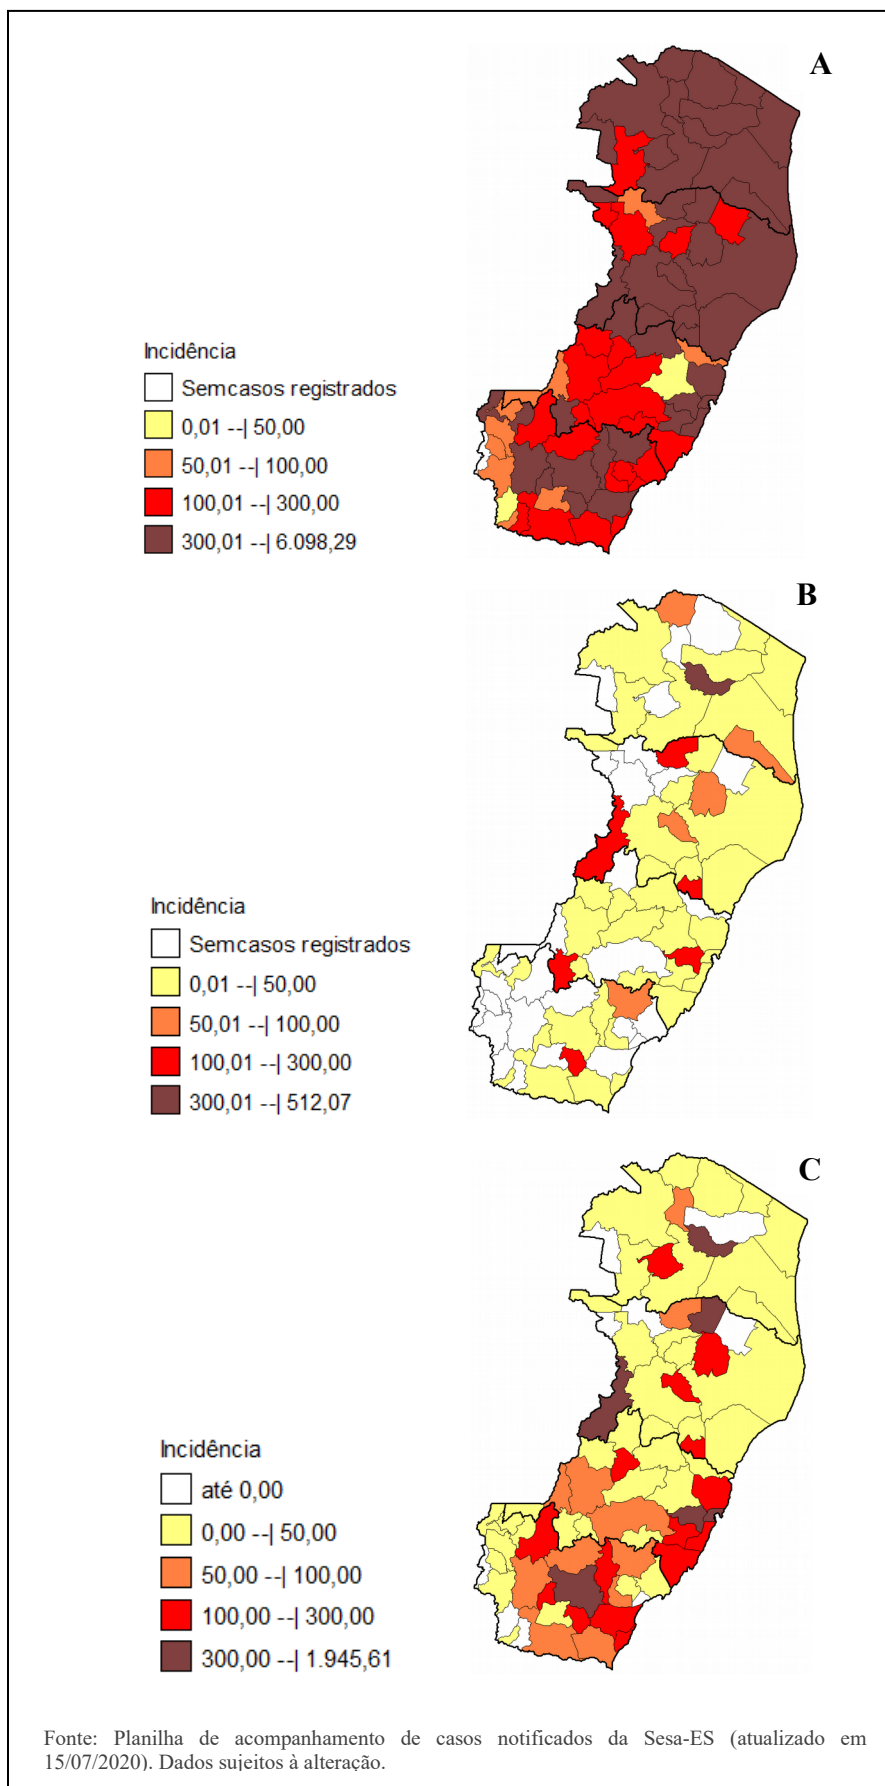 A
Incidência
Semcasos registrados
0,01 --| 50,00
50,01 --| 100,00
100,01 --| 300,00
300,01 --| 6.098,29
B
Incidência
Semcasos registrados
0,01 --| 50,00
50,01 --| 100,00
100,01 --| 300,00
300,01 --| 512,07
C
Incidência
até 0,00
0,00 --| 50,00
50,00 --| 100,00
100,00 --| 300,00
300,00 --| 1.945,61
Fonte: Planilha de acompanhamento de casos notificados da Sesa-ES (atualizado em
15/07/2020). Dados sujeitos à alteração.